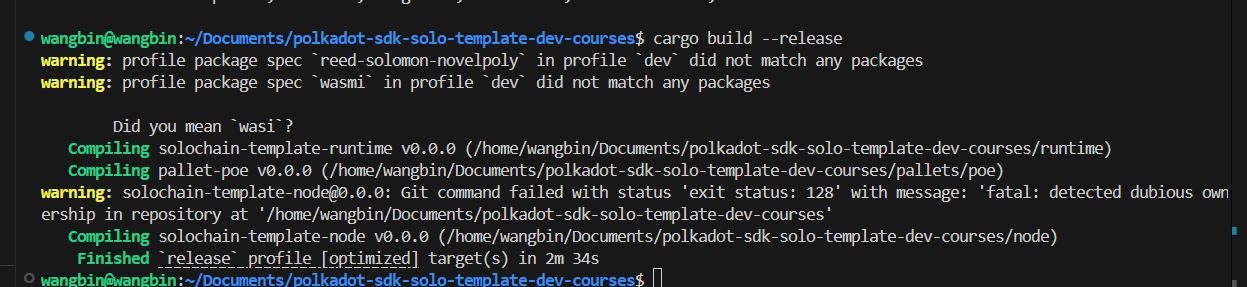 wangbin@wangbin:~/Documents/polkadot-sdk-solo-template-dev-courses$ cargo build --release
warning: profile package spec `reed-solomon-novelpoly` in profile `dev` did not match any packages
warning: profile package spec `wasmi` in profile `dev` did not match any packages
Did you mean `wasi`?
Compiling solochain-template-runtime v0.0.0 (/home/wangbin/Documents/polkadot-sdk-solo-template-dev-courses/runtime)
Compiling pallet-poe v0.0.0 (/home/wangbin/Documents/polkadot-sdk-solo-template-dev-courses/pallets/poe)
warning: solochain-template-node@0.0.0: Git command failed with status 'exit status: 128' with message: 'fatal: detected dubious own
ership in repository at '/home/wangbin/Documents/polkadot-sdk-solo-template-dev-courses'
Compiling solochain-template-node v0.0.0 (/home/wangbin/Documents/polkadot-sdk-solo-template-dev-courses/node)
Finished `release` profile [optimized] target(s) in 2m 34s
wangbin@wangbin:~/Documents/polkadot-sdk-solo-template-dev-courses$